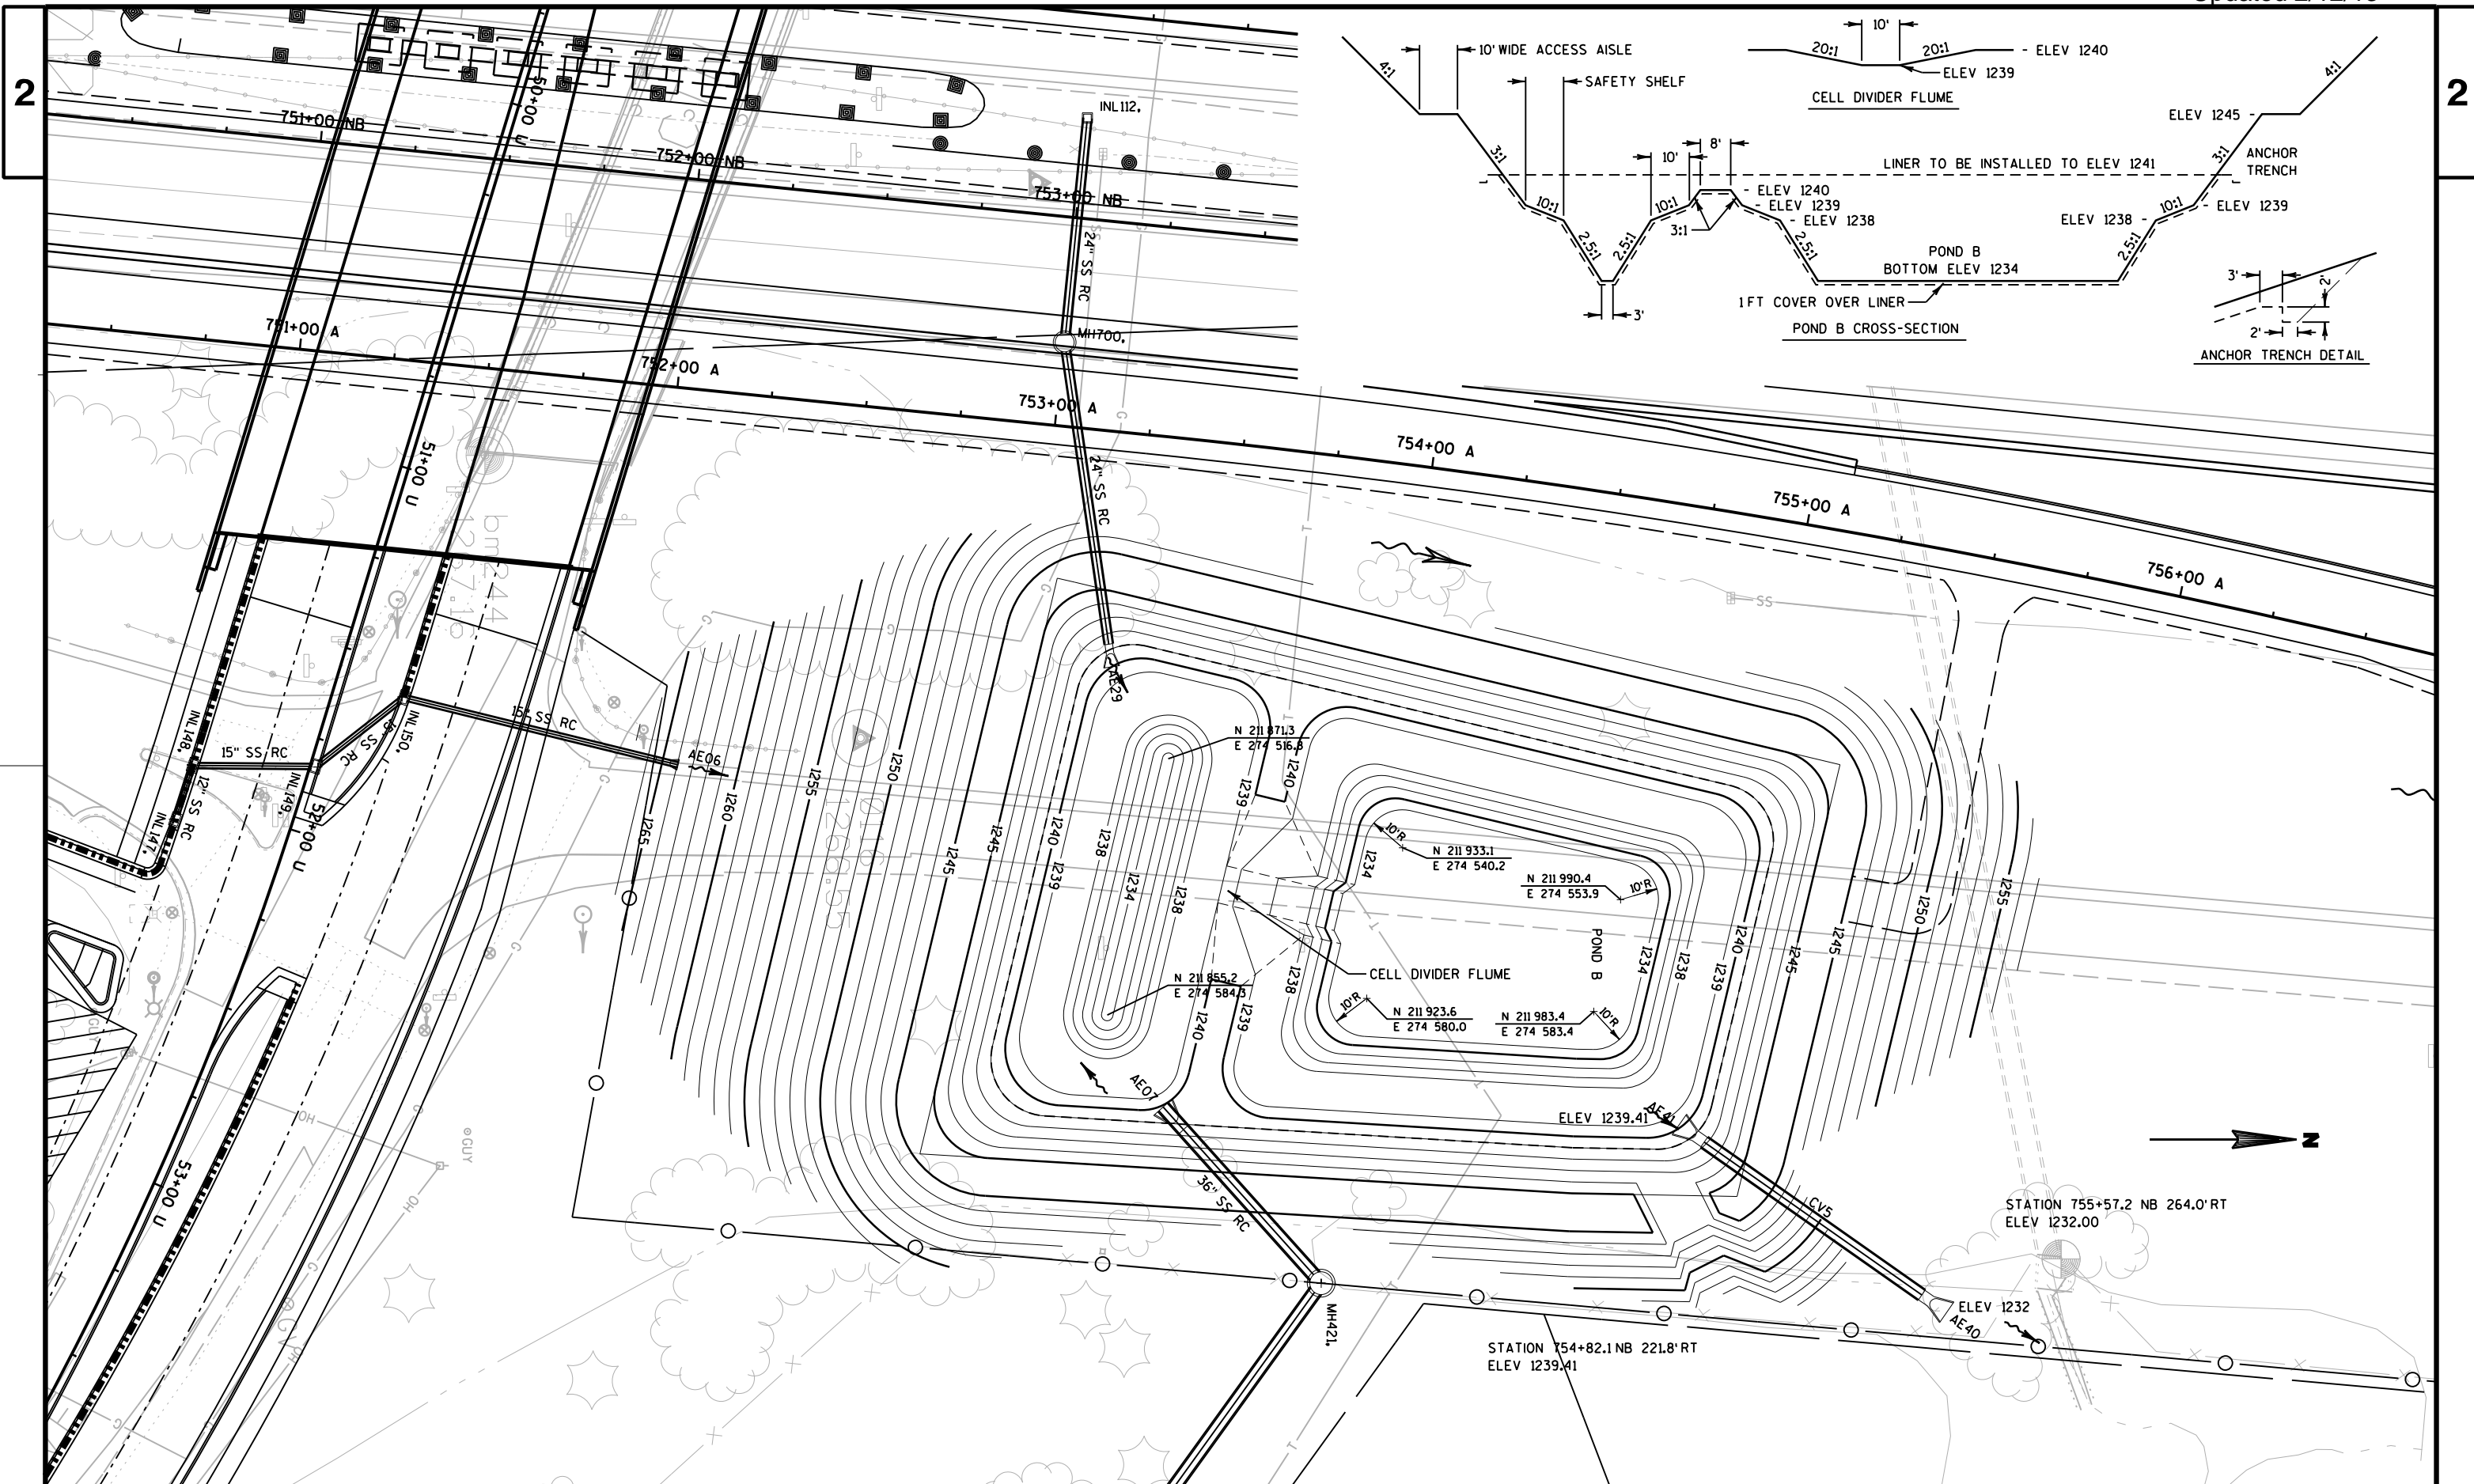 2
2
10'
20:1
20:1
- ELEV 1240
ELEV 1239
CELL DIVIDER FLUME
4:1
10' WIDE ACCESS AISLE
SAFETY SHELF
4:1
ELEV 1245 -
3:1
8'
10'
LINER TO BE INSTALLED TO ELEV 1241
3:1
ANCHOR
TRENCH
- ELEV 1240
- ELEV 1239
- ELEV 1238
10:1
10:1
3:1
ELEV 1238 -
10:1
- ELEV 1239
2.5:1
2.5:1
2.5:1
2.5:1
POND B
BOTTOM ELEV 1234
1 FT COVER OVER LINER
3'
POND B CROSS-SECTION
3'
2'
2'
ANCHOR TRENCH DETAIL
50+00 U
751+00 NB
752+00 NB
753+00 NB
INL112.
24" SS RC
MH700.
751+00 A
752+00 A
753+00 A
754+00 A
755+00 A
756+00 A
51+00 U
24" SS RC
AE29
bm244
SS
SS
INL148.
15" SS RC
15" SS RC
INL150.
15" SS RC
AE06
12" SS RC
INL149.
INL147.
52+00 U
53+00 U
1265
1260
1255
1250
1245
1245
1240
1239
1238
1234
1238
N 211 871.3
E 274 516.8
1239
1240
N 211 855.2
E 274 584.3
1240
1239
1238
1234
10'R
N 211 933.1
E 274 540.2
N 211 990.4
E 274 553.9
10'R
POND B
CELL DIVIDER FLUME
10'R
N 211 923.6
E 274 580.0
N 211 983.4
E 274 583.4
10'R
1234
1238
1239
1240
1245
1245
1250
1255
AE07
36" SS RC
MH421.
ELEV 1239.41
AE41
CV5
ELEV 1232
AE40
STATION 755+57.2 NB 264.0' RT
ELEV 1232.00
STATION 754+82.1 NB 221.8' RT
ELEV 1239.41
N
GUY
GUY
HO
HO
HO
GV
1268.55